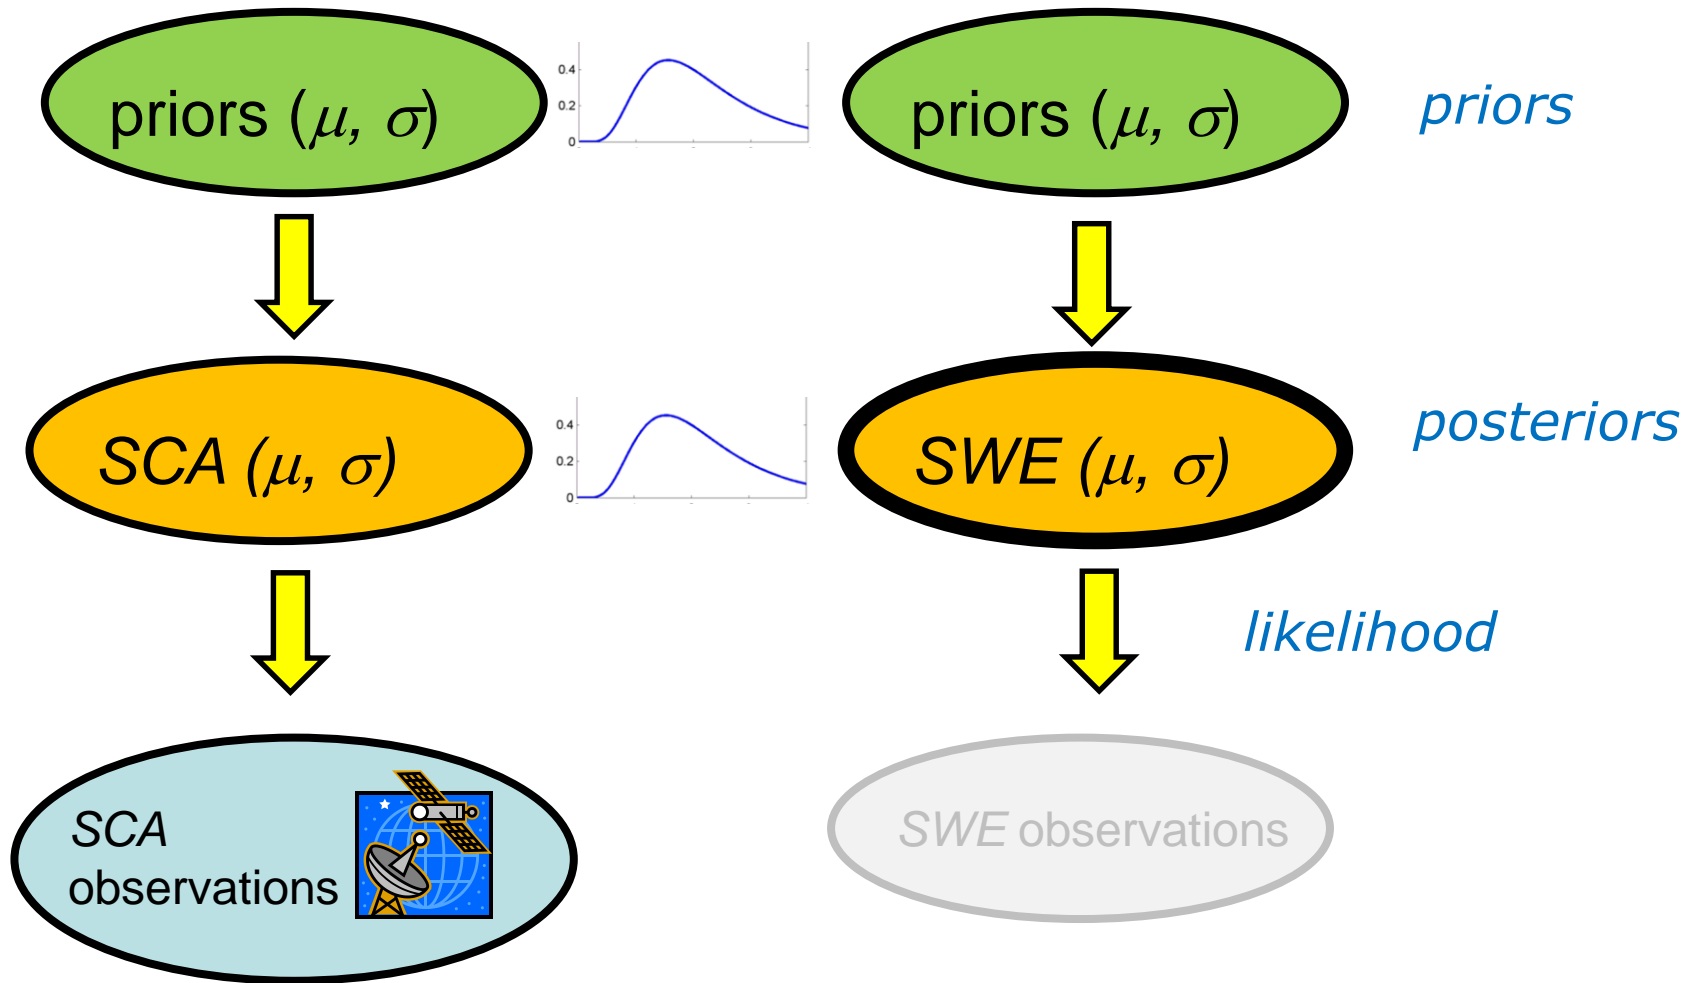 priors (μ, σ)
0.4
0.2
0
priors (μ, σ)
priors
SCA (μ, σ)
0.4
0.2
0
SWE (μ, σ)
posteriors
likelihood
SCA
observations
SWE observations